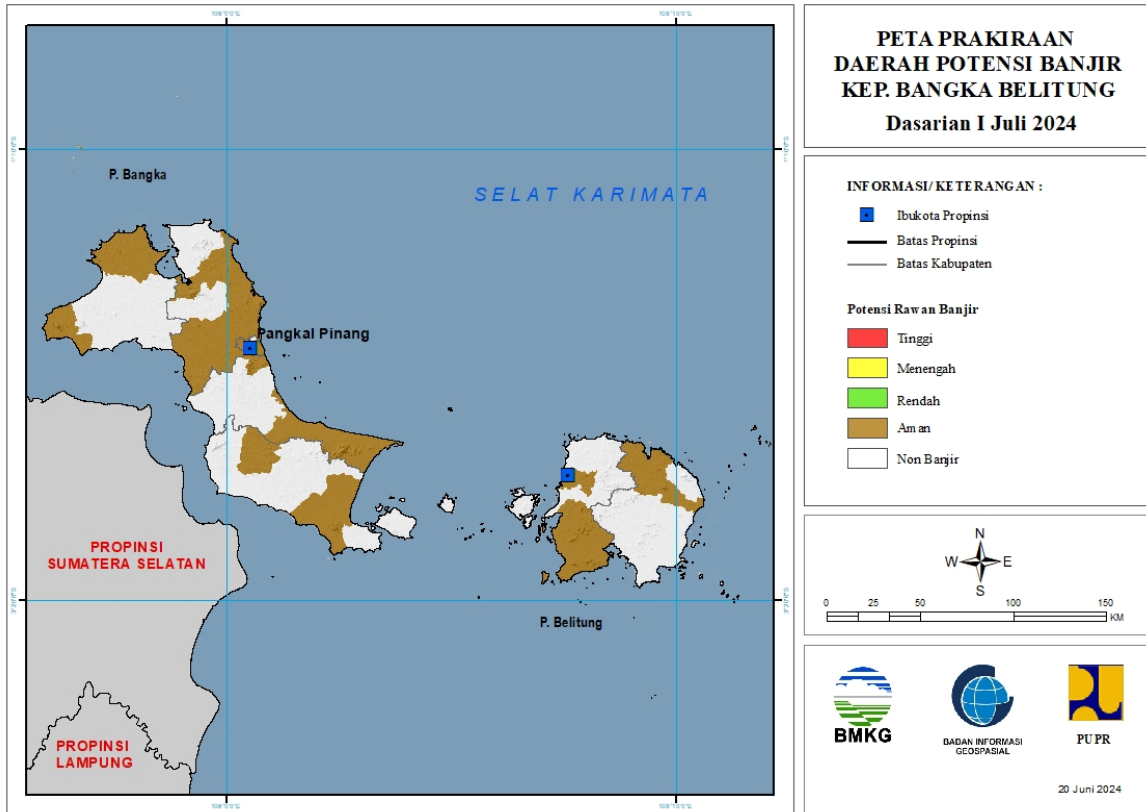 PETA PRAKIRAAN
DAERAH POTENSI BANJIR
KEP. BANGKA BELITUNG
Dasarian I Juli 2024
P. Bangka
SELAT KARIMATA
Pangkal Pinang
PROPINSI
SUMATERA SELATAN
P. Belitung
PROPINSI
LAMPUNG
INFORMASI/ KETERANGAN :
Ibukota Propinsi
Batas Propinsi
Batas Kabupaten
Potensi Rawan Banjir
Tinggi
Menengah
Rendah
Aman
Non Banjir
N
W E
S
0 25 50 100 150
KM
BMKG
BADAN INFORMASI
GEOSPASIAL
PUPR
20 Juni 2024